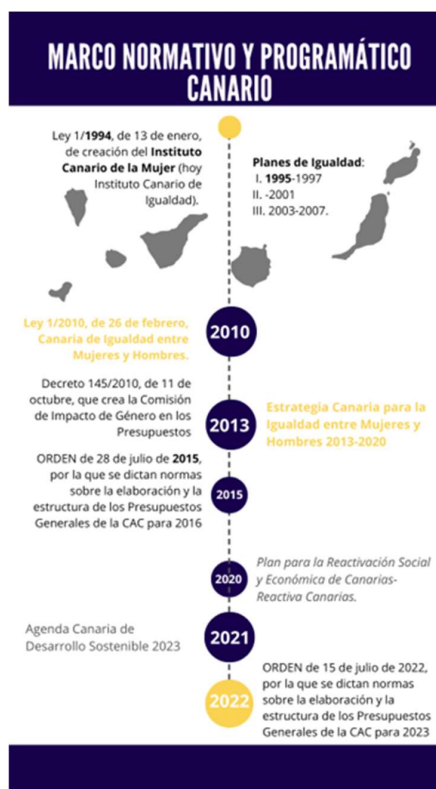 MARCO NORMATIVO Y PROGRAMÁTICO
CANARIO
Ley 1/1994, de 13 de enero,
de creación del Instituto
Canario de la Mujer (hoy
Instituto Canario de
Igualdad).
Planes de Igualdad:
I. 1995-1997
II. -2001
III. 2003-2007.
Ley 1/2010, de 26 de febrero,
Canaria de Igualdad entre
Mujeres y Hombres.
2010
Decreto 145/2010, de 11 de
octubre, que crea la Comisión
de Impacto de Género en los
Presupuestos
2013
Estrategia Canaria para la
Igualdad entre Mujeres y
Hombres 2013-2020
ORDEN de 28 de julio de 2015,
por la que se dictan normas
sobre la elaboración y la
estructura de los Presupuestos
Generales de la CAC para 2016
2015
2020
Plan para la Reactivación Social
y Económica de Canarias-
Reactiva Canarias.
Agenda Canaria de
Desarrollo Sostenible 2023
2021
2022
ORDEN de 15 de julio de 2022,
por la que se dictan normas
sobre la elaboración y la
estructura de los Presupuestos
Generales de la CAC para 2023